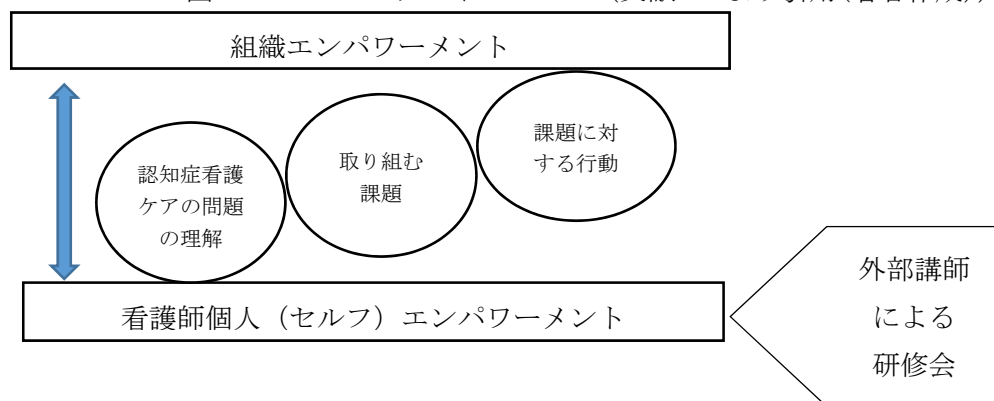 組織エンパワーメント
認知症看護
ケアの問題
の理解
取り組む
課題
課題に対
する行動
看護師個人（セルフ）エンパワーメント
外部講師
による
研修会